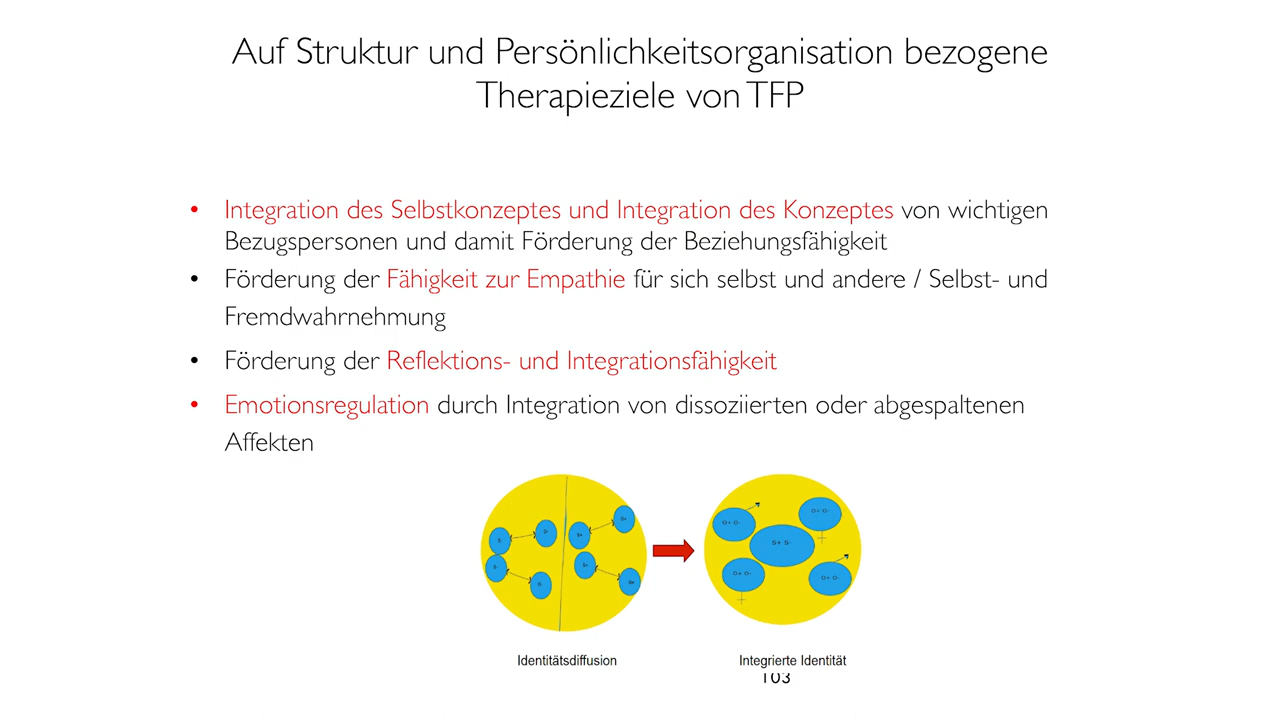 Auf Struktur und Persönlichkeitsorganisation bezogene
Therapieziele von TFP
• Integration des Selbstkonzeptes und Integration des Konzeptes von wichtigen
Bezugspersonen und damit Förderung der Beziehungsfähigkeit
• Förderung der Fähigkeit zur Empathie für sich selbst und andere / Selbst- und
Fremdwahrnehmung
• Förderung der Reflektions- und Integrationsfähigkeit
• Emotionsregulation durch Integration von dissoziierten oder abgespaltenen
Affekten
O+ O-
O+ O-
S+ S-
O+ O-
O+ O-
Identitätsdiffusion
Integrierte Identität
103